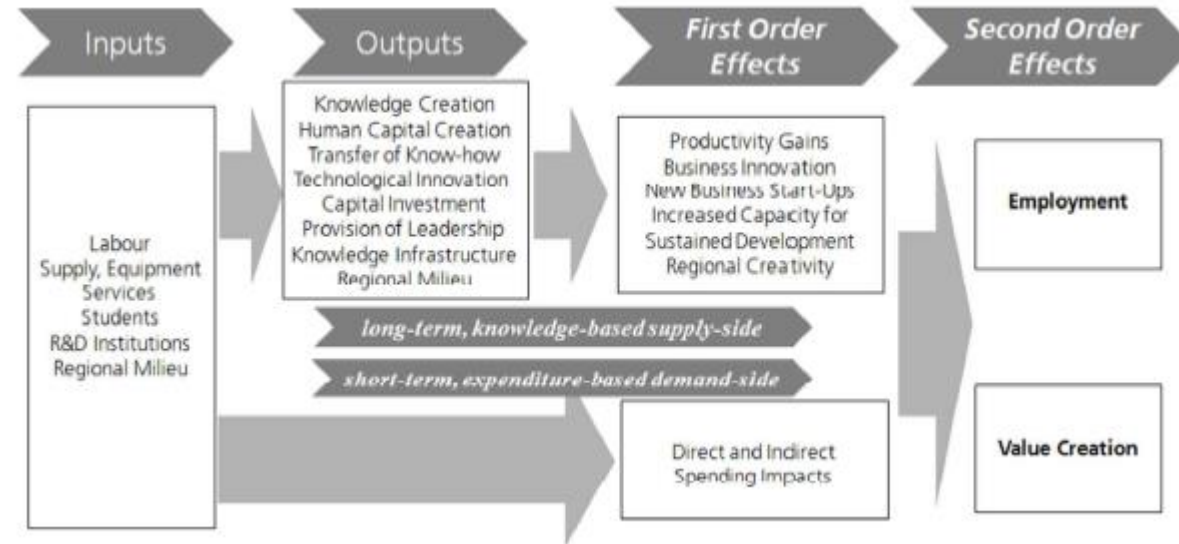 Inputs
Outputs
First Order
Effects
Second Order
Effects
Labour
Supply, Equipment
Services
Students
R&D Institutions
Regional Milieu
Knowledge Creation
Human Capital Creation
Transfer of Know-how
Technological Innovation
Capital Investment
Provision of Leadership
Knowledge Infrastructure
Regional Milieu
Productivity Gains
Business Innovation
New Business Start-Ups
Increased Capacity for
Sustained Development
Regional Creativity
long-term, knowledge-based supply-side
short-term, expenditure-based demand-side
Direct and Indirect
Spending Impacts
Employment
Value Creation